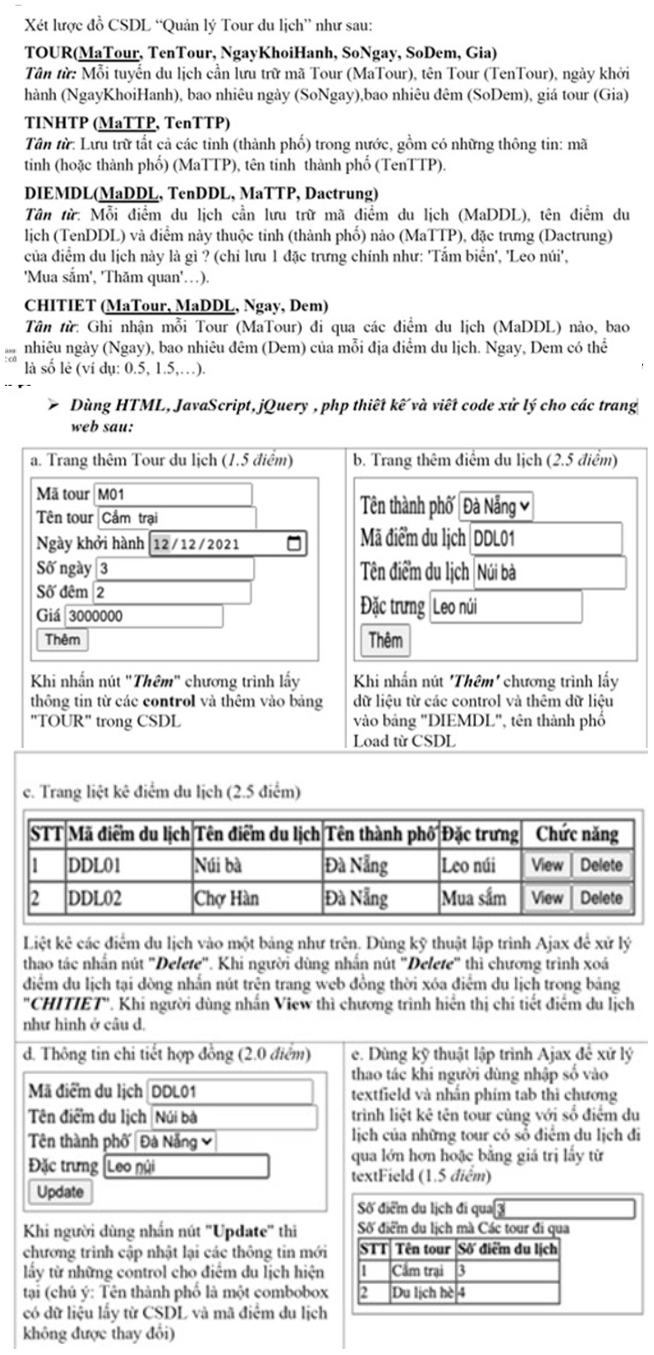 Xét lược đồ CSDL “Quản lý Tour du lịch” như sau:
TOUR(MaTour, TenTour, NgayKhoiHanh, SoNgay, SoDem, Gia)
Tân từ: Mỗi tuyến du lịch cần lưu trữ mã Tour (MaTour), tên Tour (TenTour), ngày khởi
hành (NgayKhoiHanh), bao nhiêu ngày (SoNgay),bao nhiêu đêm (SoDem), giá tour (Gia)
TINHTP (MaTTP, TenTTP)
Tân từ: Lưu trữ tất cả các tỉnh (thành phố) trong nước, gồm có những thông tin: mã
tỉnh (hoặc thành phố) (MaTTP), tên tỉnh thành phố (TenTTP).
DIEMDL(MaDDL, TenDDL, MaTTP, Dactrung)
Tân từ: Mỗi điểm du lịch cần lưu trữ mã điểm du lịch (MaDDL), tên điểm du
lịch (TenDDL) và điểm này thuộc tỉnh (thành phố) nào (MaTTP), đặc trưng (Dactrung)
của điểm du lịch này là gì ? (chỉ lưu 1 đặc trưng chính như: 'Tắm biển', 'Leo núi',
'Mua sắm', 'Thăm quan'…).
CHITIET (MaTour, MaDDL, Ngay, Dem)
Tân từ: Ghi nhận mỗi Tour (MaTour) đi qua các điểm du lịch (MaDDL) nào, bao
nhiêu ngày (Ngay), bao nhiêu đêm (Dem) của mỗi địa điểm du lịch. Ngay, Dem có thể
là số lẻ (ví dụ: 0.5, 1.5,…).
➢ Dùng HTML, JavaScript, jQuery , php thiết kế và viết code xử lý cho các trang
web sau:
a. Trang thêm Tour du lịch (1.5 điểm)
Mã tour M01
Tên tour Cắm trại
Ngày khởi hành 12/12/2021
Số ngày 3
Số đêm 2
Giá 3000000
Thêm
Khi nhấn nút "Thêm" chương trình lấy
thông tin từ các control và thêm vào bảng
"TOUR" trong CSDL
b. Trang thêm điểm du lịch (2.5 điểm)
Tên thành phố Đà Nẵng
Mã điểm du lịch DDL01
Tên điểm du lịch Núi bà
Đặc trưng Leo núi
Thêm
Khi nhấn nút 'Thêm' chương trình lấy
dữ liệu từ các control và thêm dữ liệu
vào bảng "DIEMDL", tên thành phố
Load từ CSDL
c. Trang liệt kê điểm du lịch (2.5 điểm)
STT Mã điểm du lịch Tên điểm du lịch Tên thành phố Đặc trưng Chức năng
1 DDL01 Núi bà Đà Nẵng Leo núi View Delete
2 DDL02 Chợ Hàn Đà Nẵng Mua sắm View Delete
Liệt kê các điểm du lịch vào một bảng như trên. Dùng kỹ thuật lập trình Ajax để xử lý
thao tác nhấn nút "Delete". Khi người dùng nhấn nút "Delete" thì chương trình xoá
điểm du lịch tại dòng nhấn nút trên trang web đồng thời xóa điểm du lịch trong bảng
"CHITIET". Khi người dùng nhấn View thì chương trình hiển thị chi tiết điểm du lịch
như hình ở câu d.
d. Thông tin chi tiết hợp đồng (2.0 điểm)
Mã điểm du lịch DDL01
Tên điểm du lịch Núi bà
Tên thành phố Đà Nẵng
Đặc trưng Leo núi
Update
Khi người dùng nhấn nút "Update" thì
chương trình cập nhật lại các thông tin mới
lấy từ những control cho điểm du lịch hiện
tại (chú ý: Tên thành phố là một combobox
có dữ liệu lấy từ CSDL và mã điểm du lịch
không được thay đổi)
e. Dùng kỹ thuật lập trình Ajax để xử lý
thao tác khi người dùng nhập số vào
textfield và nhấn phím tab thì chương
trình liệt kê tên tour cùng với số điểm du
lịch của những tour có số điểm du lịch đi
qua lớn hơn hoặc bằng giá trị lấy từ
textField (1.5 điểm)
Số điểm du lịch đi qua 3
Số điểm du lịch mà Các tour đi qua
STT Tên tour Số điểm du lịch
1 Cắm trại 3
2 Du lịch hè 4